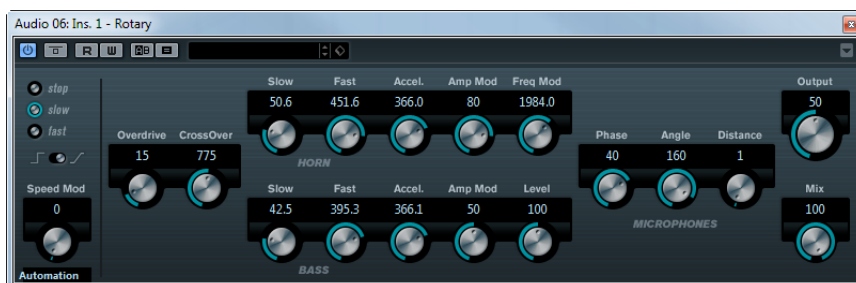 Audio 06: Ins. 1 - Rotary
R W AB
stop
slow
fast
Speed Mod
0
Automation
Overdrive CrossOver
15 775
Slow Fast Accel. Amp Mod Freq Mod
50.6 451.6 366.0 80 1984.0
HORN
Slow Fast Accel. Amp Mod Level
42.5 395.3 366.1 50 100
BASS
Phase Angle Distance
40 160 1
MICROPHONES
Output
50
Mix
100